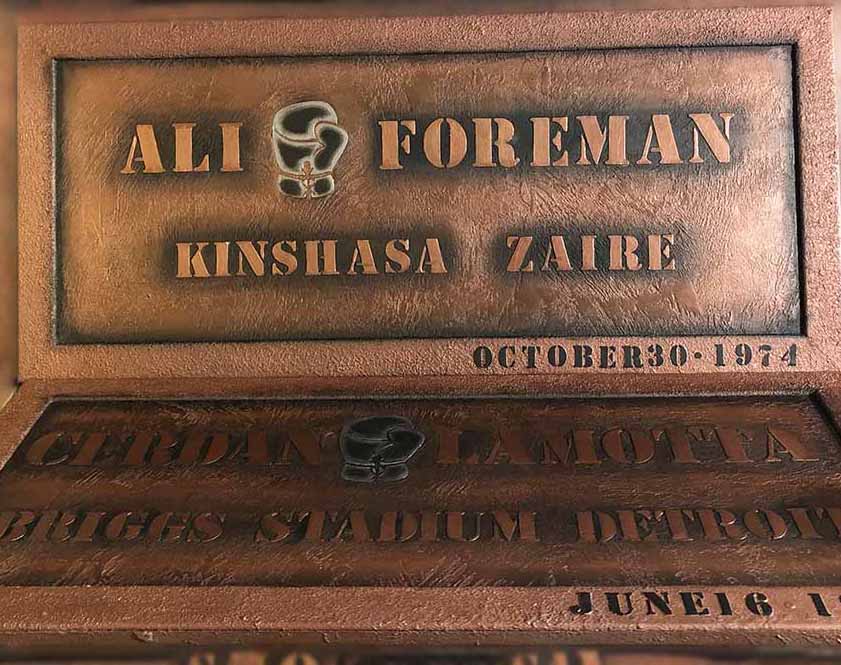 ALI FOREMAN
KINSHASA ZAIRE
OCTOBER30·1974
CERDAN LAMOTTA
BRIGGS STADIUM DETROIT
JUNE16